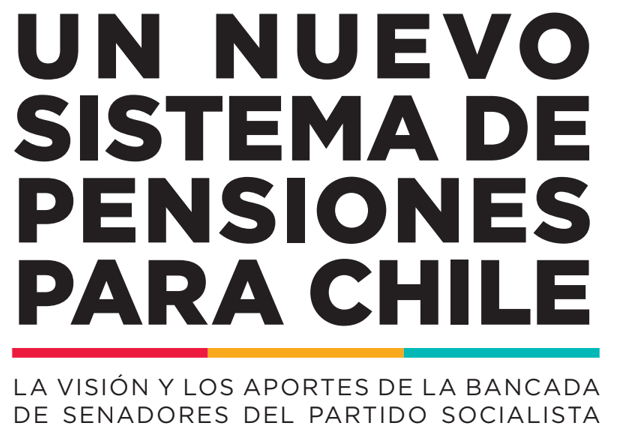 UN NUEVO
SISTEMA DE
PENSIONES
PARA CHILE
LA VISIÓN Y LOS APORTES DE LA BANCADA
DE SENADORES DEL PARTIDO SOCIALISTA